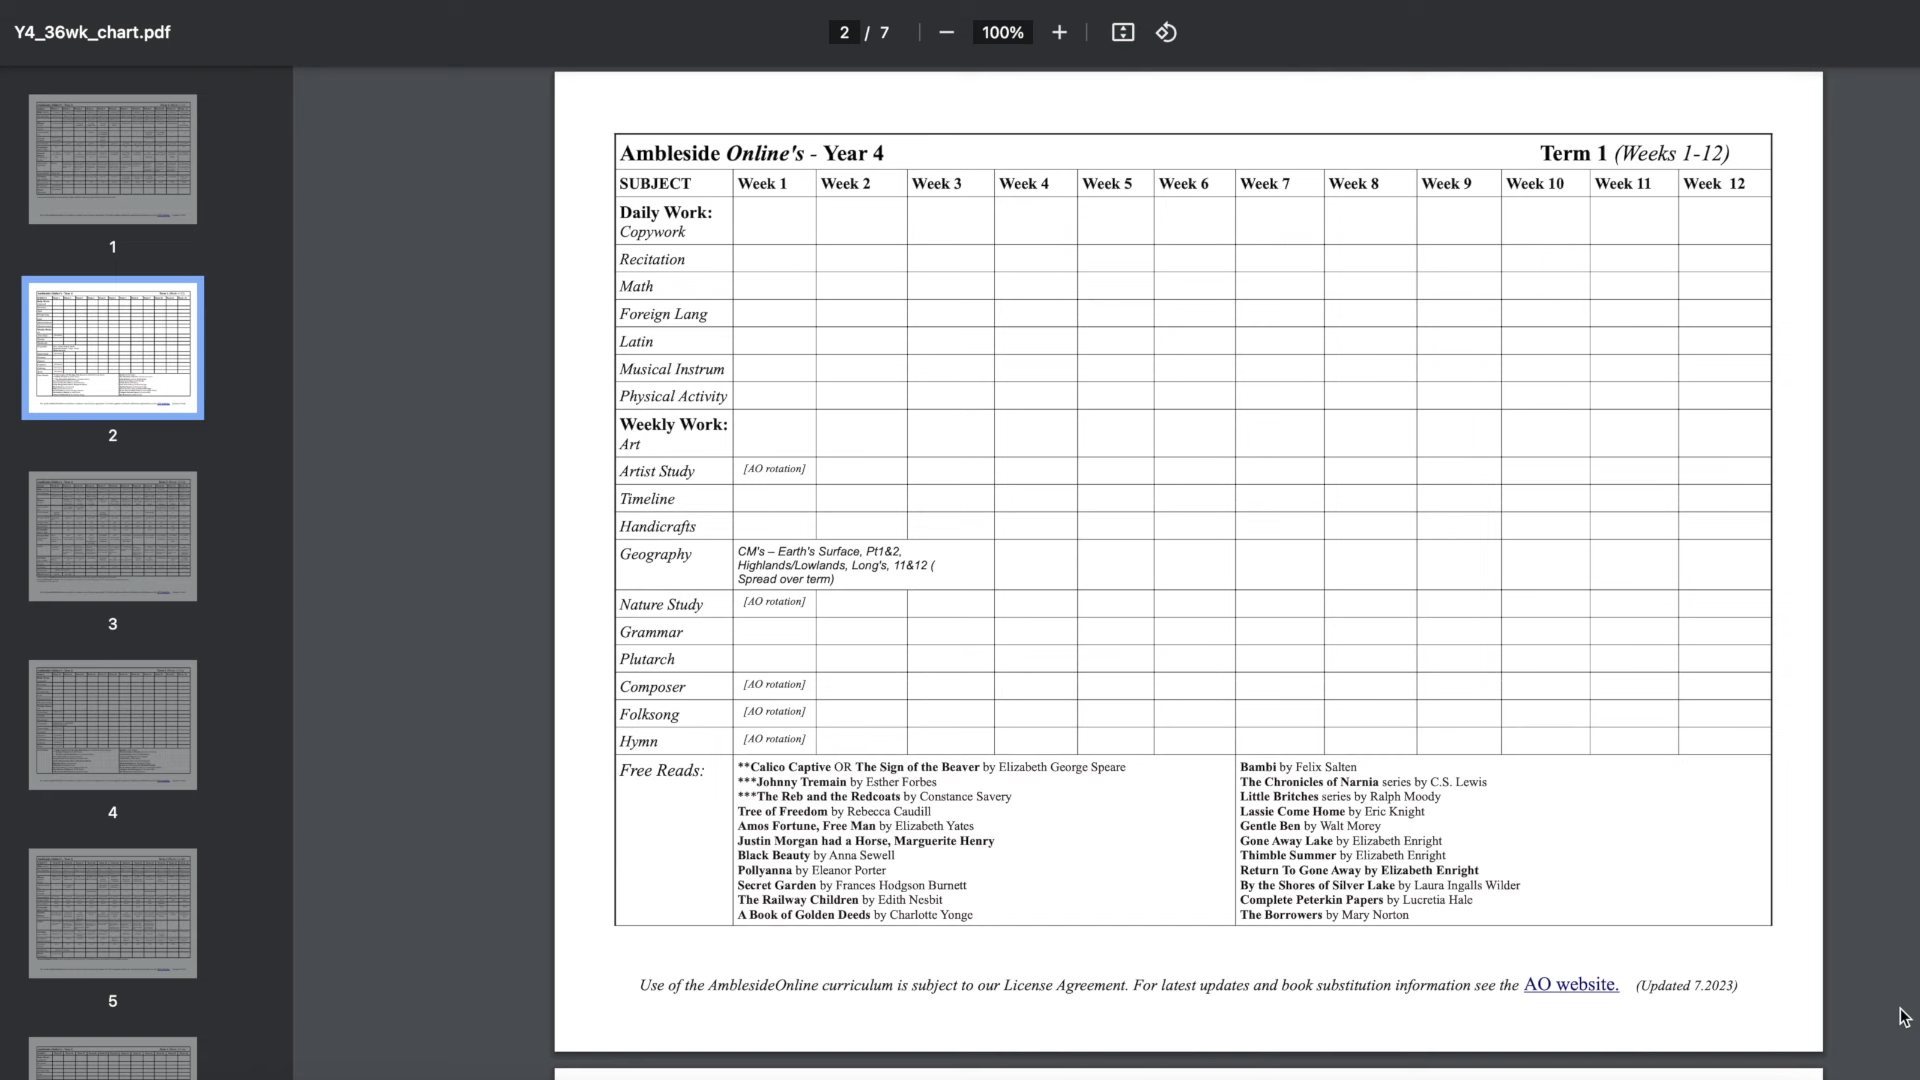 Y4_36wk_chart.pdf
2 / 7
100%
1
2
3
4
5
Ambleside Online's - Year 4 Term 1 (Weeks 1-12)
SUBJECT Week 1 Week 2 Week 3 Week 4 Week 5 Week 6 Week 7 Week 8 Week 9 Week 10 Week 11 Week 12
Daily Work:
Copywork
Recitation
Math
Foreign Lang
Latin
Musical Instrum
Physical Activity
Weekly Work:
Art
Artist Study [AO rotation]
Timeline
Handicrafts
Geography CM's – Earth's Surface, Pt1&2,
Highlands/Lowlands, Long's, 11&12 (
Spread over term)
Nature Study [AO rotation]
Grammar
Plutarch
Composer [AO rotation]
Folksong [AO rotation]
Hymn [AO rotation]
Free Reads:
**Calico Captive OR The Sign of the Beaver by Elizabeth George Speare
***Johnny Tremain by Esther Forbes
***The Reb and the Redcoats by Constance Savery
Tree of Freedom by Rebecca Caudill
Amos Fortune, Free Man by Elizabeth Yates
Justin Morgan had a Horse, Marguerite Henry
Black Beauty by Anna Sewell
Pollyanna by Eleanor Porter
Secret Garden by Frances Hodgson Burnett
The Railway Children by Edith Nesbit
A Book of Golden Deeds by Charlotte Yonge
Bambi by Felix Salten
The Chronicles of Narnia series by C.S. Lewis
Little Britches series by Ralph Moody
Lassie Come Home by Eric Knight
Gentle Ben by Walt Morey
Gone Away Lake by Elizabeth Enright
Thimble Summer by Elizabeth Enright
Return To Gone Away by Elizabeth Enright
By the Shores of Silver Lake by Laura Ingalls Wilder
Complete Peterkin Papers by Lucretia Hale
The Borrowers by Mary Norton
Use of the AmblesideOnline curriculum is subject to our License Agreement. For latest updates and book substitution information see the AO website. (Updated 7.2023)